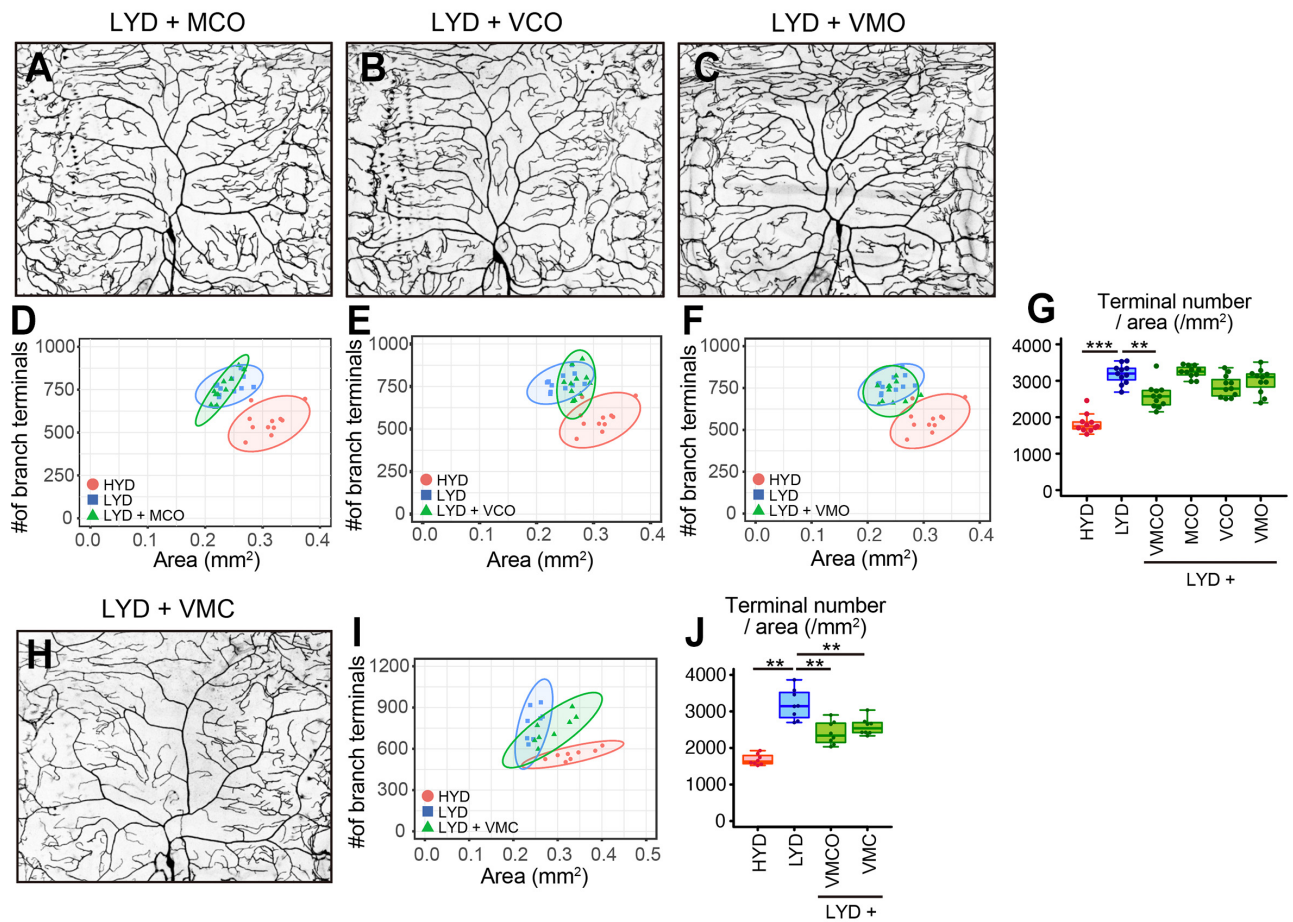 LYD + MCO
LYD + VCO
LYD + VMO
A
B
C
D
#of branch terminals
1000
750
500
250
0
HYD
LYD
LYD + MCO
0.0 0.1 0.2 0.3 0.4
Area (mm²)
E
#of branch terminals
1000
750
500
250
0
HYD
LYD
LYD + VCO
0.0 0.1 0.2 0.3 0.4
Area (mm²)
F
#of branch terminals
1000
750
500
250
0
HYD
LYD
LYD + VMO
0.0 0.1 0.2 0.3 0.4
Area (mm²)
G
Terminal number
/ area (/mm²)
*** **
4000
3000
2000
1000
0
HYD
LYD
VMCO
MCO
VCO
VMO
LYD +
LYD + VMC
H
I
#of branch terminals
1200
900
600
300
0
HYD
LYD
LYD + VMC
0.0 0.1 0.2 0.3 0.4 0.5
Area (mm²)
J
Terminal number
/ area (/mm²)
**
** **
4000
3000
2000
1000
0
HYD
LYD
VMCO
VMC
LYD +